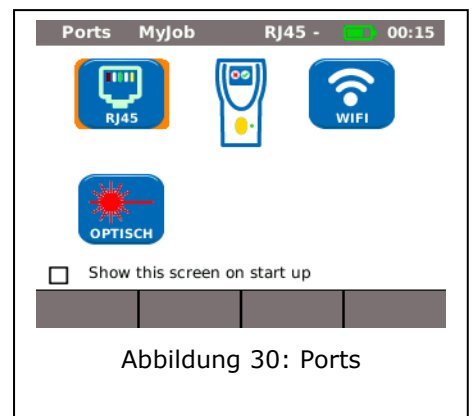 Ports MyJob RJ45 - 00:15
RJ45
WIFI
OPTISCH
Show this screen on start up
Abbildung 30: Ports